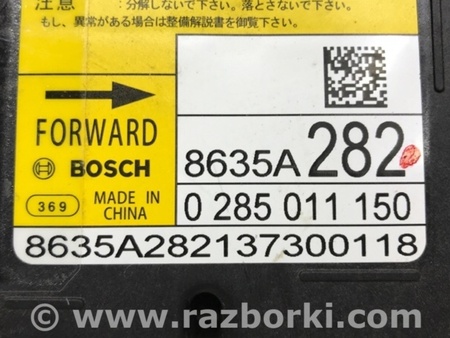 注意 :分解しないで下さい。落とさないで下さい。
もし、異常がある場合は整備解説書を御覧下さい。
FORWARD
BOSCH
8635A 282
369
MADE IN
CHINA
0 285 011 150
8635A282137300118
© www.razborki.com